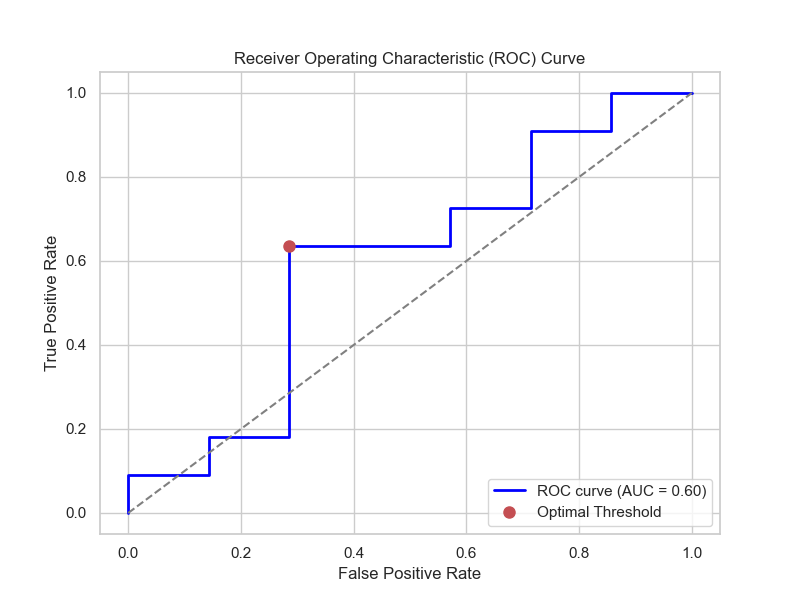 Receiver Operating Characteristic (ROC) Curve
True Positive Rate
1.0
0.8
0.6
0.4
0.2
0.0
0.0 0.2 0.4 0.6 0.8 1.0
False Positive Rate
ROC curve (AUC = 0.60)
Optimal Threshold